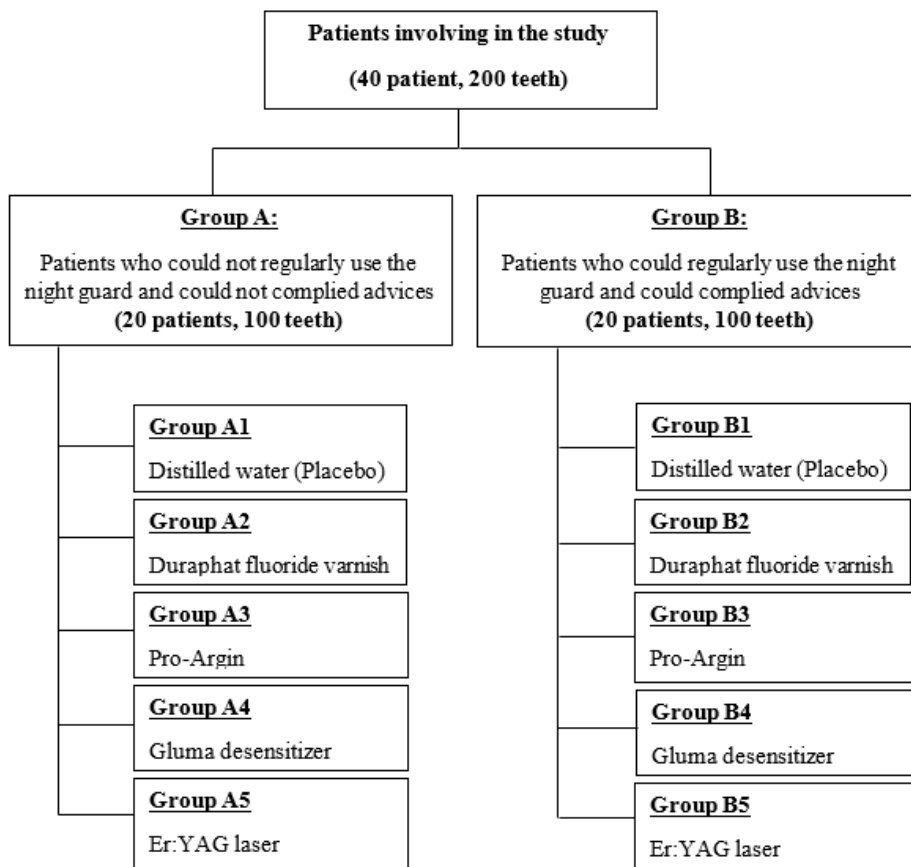 Patients involving in the study
(40 patient, 200 teeth)
Group A:
Patients who could not regularly use the
night guard and could not complied advices
(20 patients, 100 teeth)
Group B:
Patients who could regularly use the night
guard and could complied advices
(20 patients, 100 teeth)
Group A1
Distilled water (Placebo)
Group A2
Duraphat fluoride varnish
Group A3
Pro-Argin
Group A4
Gluma desensitizer
Group A5
Er:YAG laser
Group B1
Distilled water (Placebo)
Group B2
Duraphat fluoride varnish
Group B3
Pro-Argin
Group B4
Gluma desensitizer
Group B5
Er:YAG laser